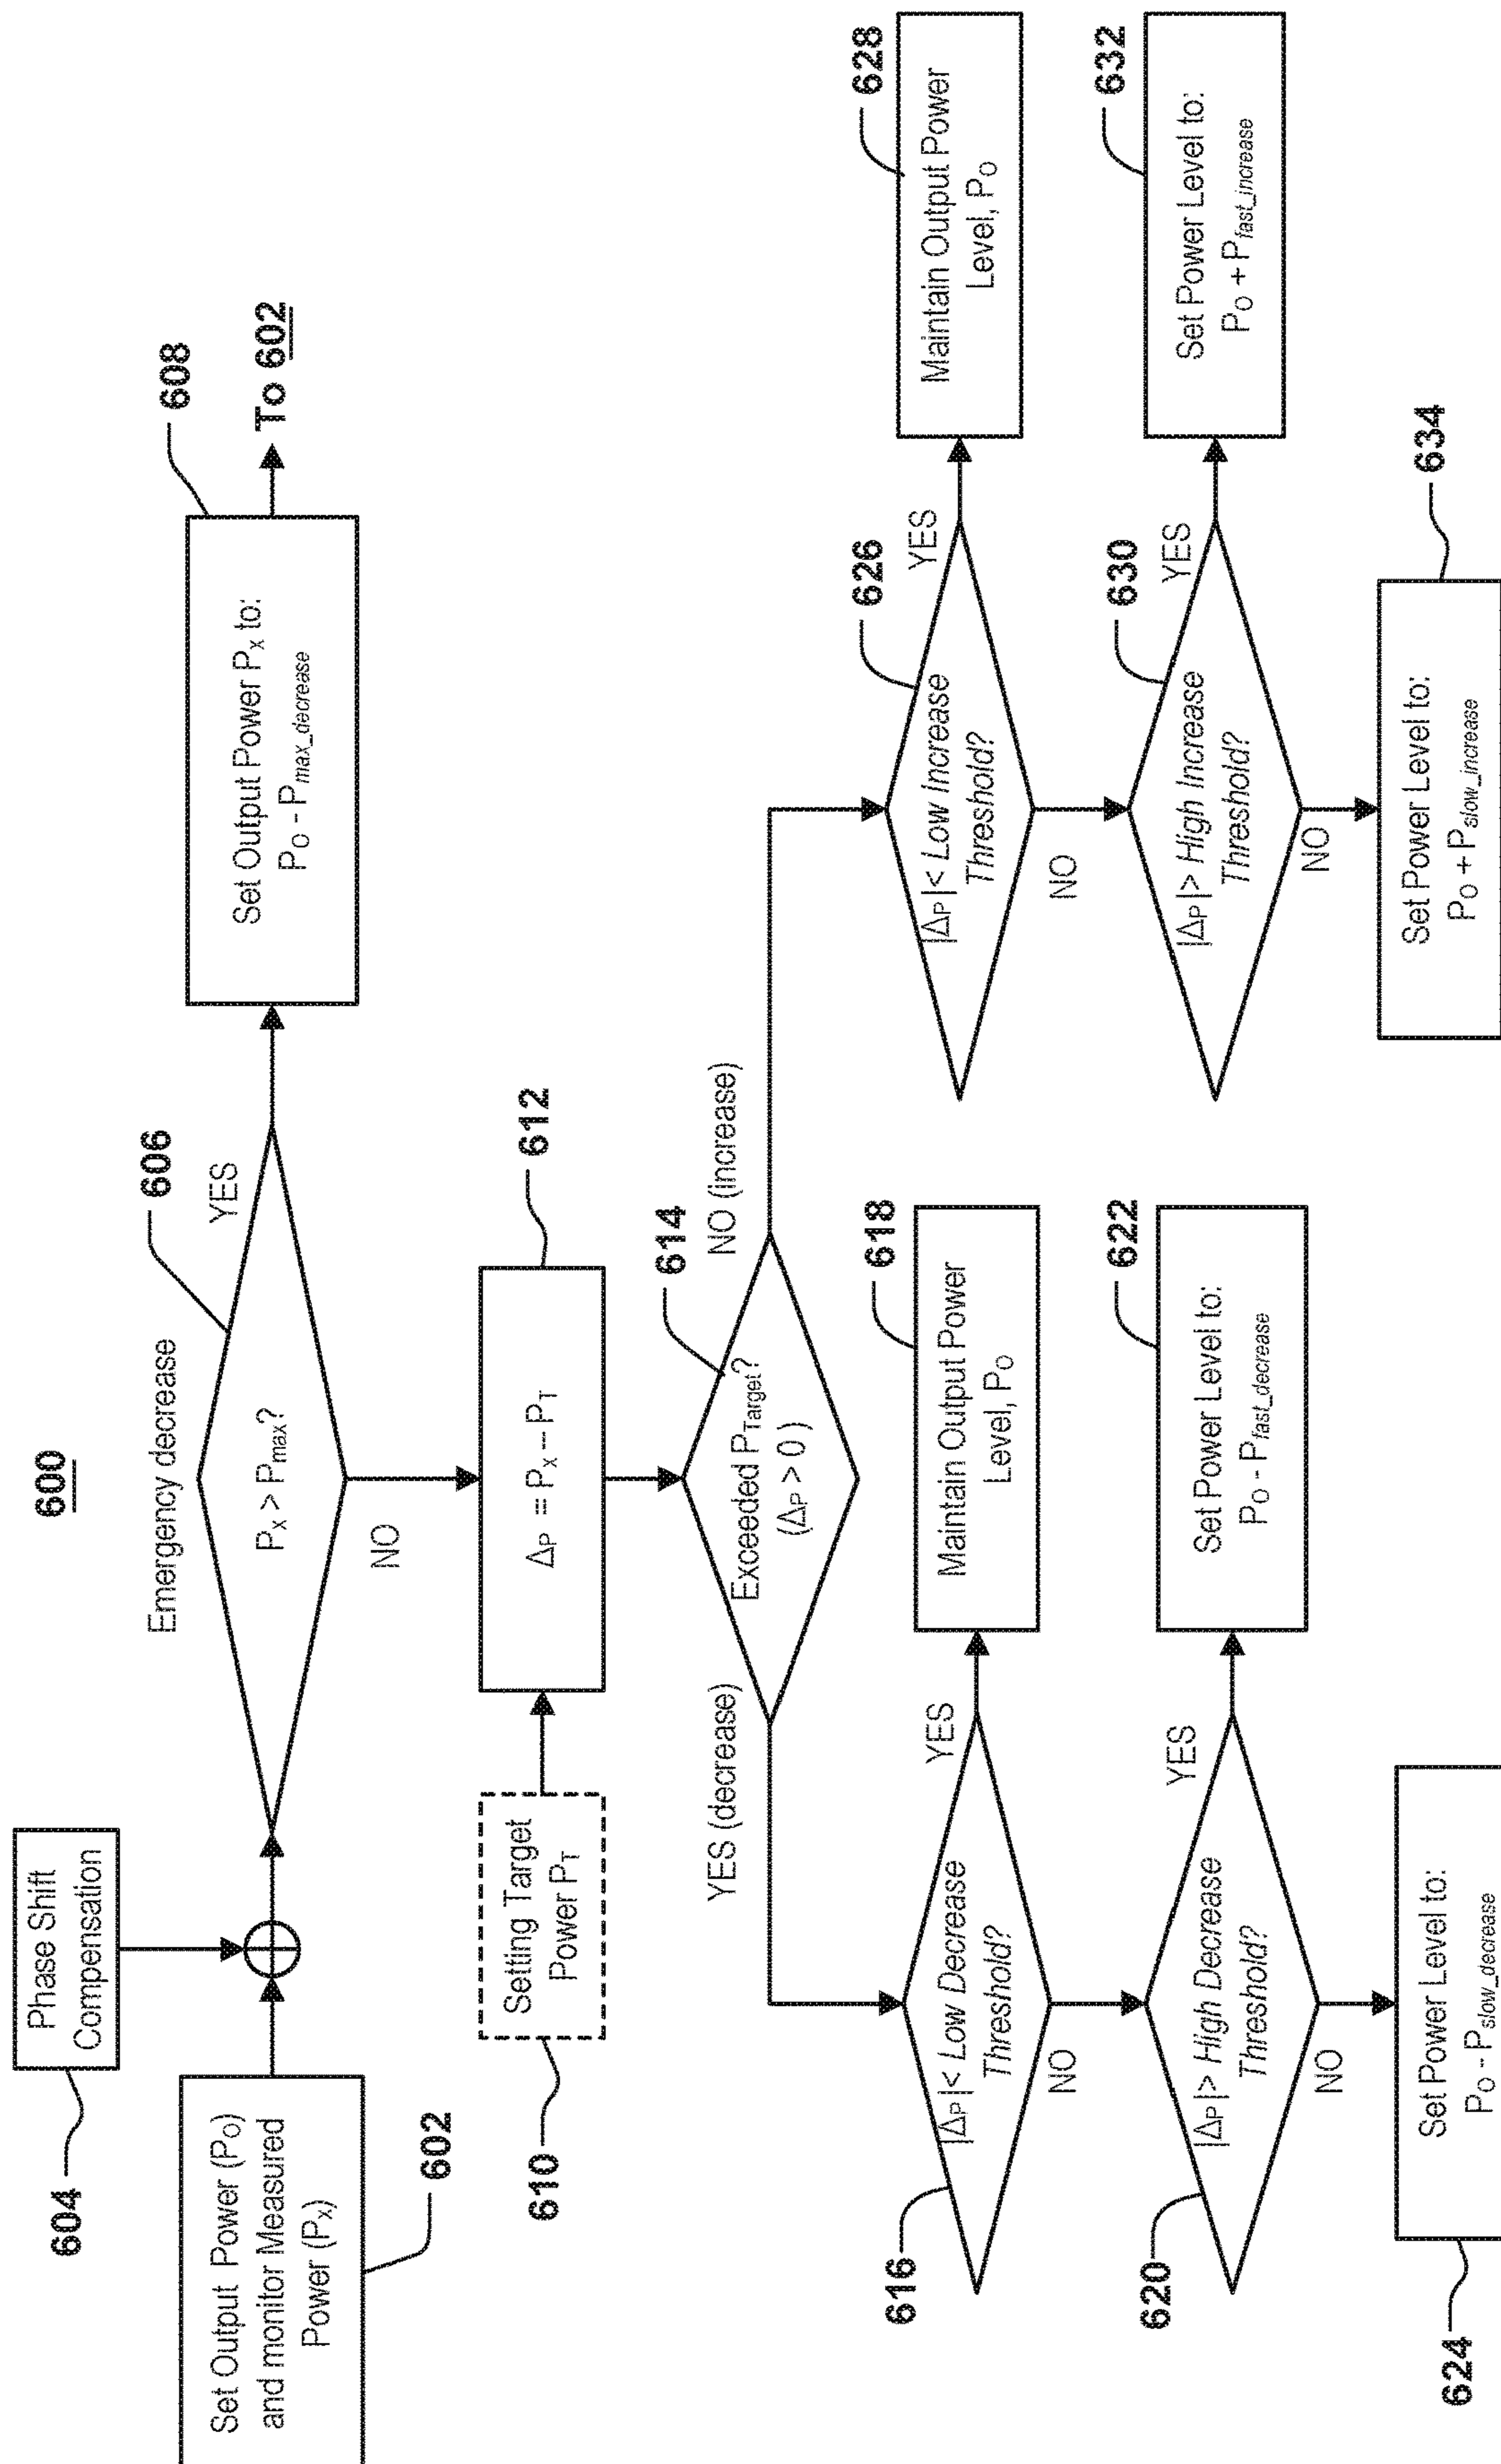 600
Set Output Power (PO)
and monitor Measured
Power (Px)
602
Phase Shift
Compensation
604
Emergency decrease
Px > Pmax?
606
YES
NO
Set Output Power Px to:
PO - Pmax_decrease
608
To 602
Setting Target
Power PT
610
ΔP = Px – PT
612
Exceeded PTarget?
(ΔP > 0 )
614
YES (decrease)
NO (increase)
|ΔP|< Low Decrease
Threshold?
616
YES
NO
Maintain Output Power
Level, PO
618
|ΔP|> High Decrease
Threshold?
620
YES
NO
Set Power Level to:
PO - Pfast_decrease
622
Set Power Level to:
PO - Pslow_decrease
624
|ΔP|< Low Increase
Threshold?
626
YES
NO
Maintain Output Power
Level, PO
628
|ΔP|> High Increase
Threshold?
630
YES
NO
Set Power Level to:
PO + Pfast_increase
632
Set Power Level to:
PO + Pslow_increase
634